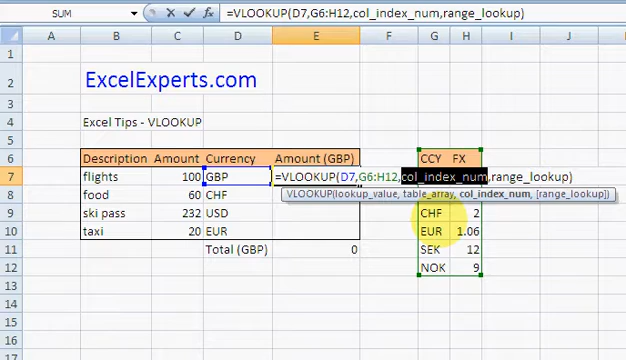 SUM =VLOOKUP(D7,G6:H12,col_index_num,range_lookup)
A B C D E F G H I J K
1
2 ExcelExperts.com
3
4 Excel Tips - VLOOKUP
5
6 Description Amount Currency Amount (GBP) CCY FX
7 flights 100 GBP =VLOOKUP(D7,G6:H12,col_index_num,range_lookup)
8 food 60 CHF VLOOKUP(lookup_value, table_array, col_index_num, [range_lookup])
9 ski pass 232 USD CHF 2
10 taxi 20 EUR EUR 1.06
11 Total (GBP) 0 SEK 12
12 NOK 9
13
14
15
16